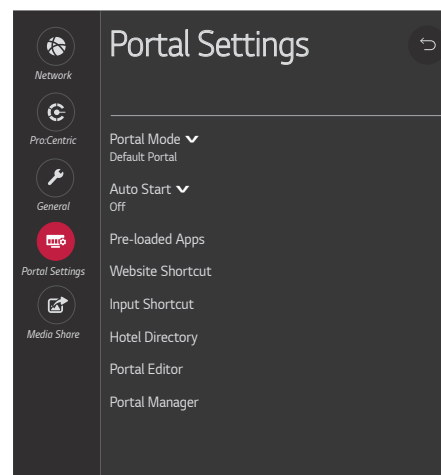 Portal Settings
Network
Pro:Centric
General
Portal Settings
Media Share
Portal Mode
Default Portal
Auto Start
Off
Pre-loaded Apps
Website Shortcut
Input Shortcut
Hotel Directory
Portal Editor
Portal Manager